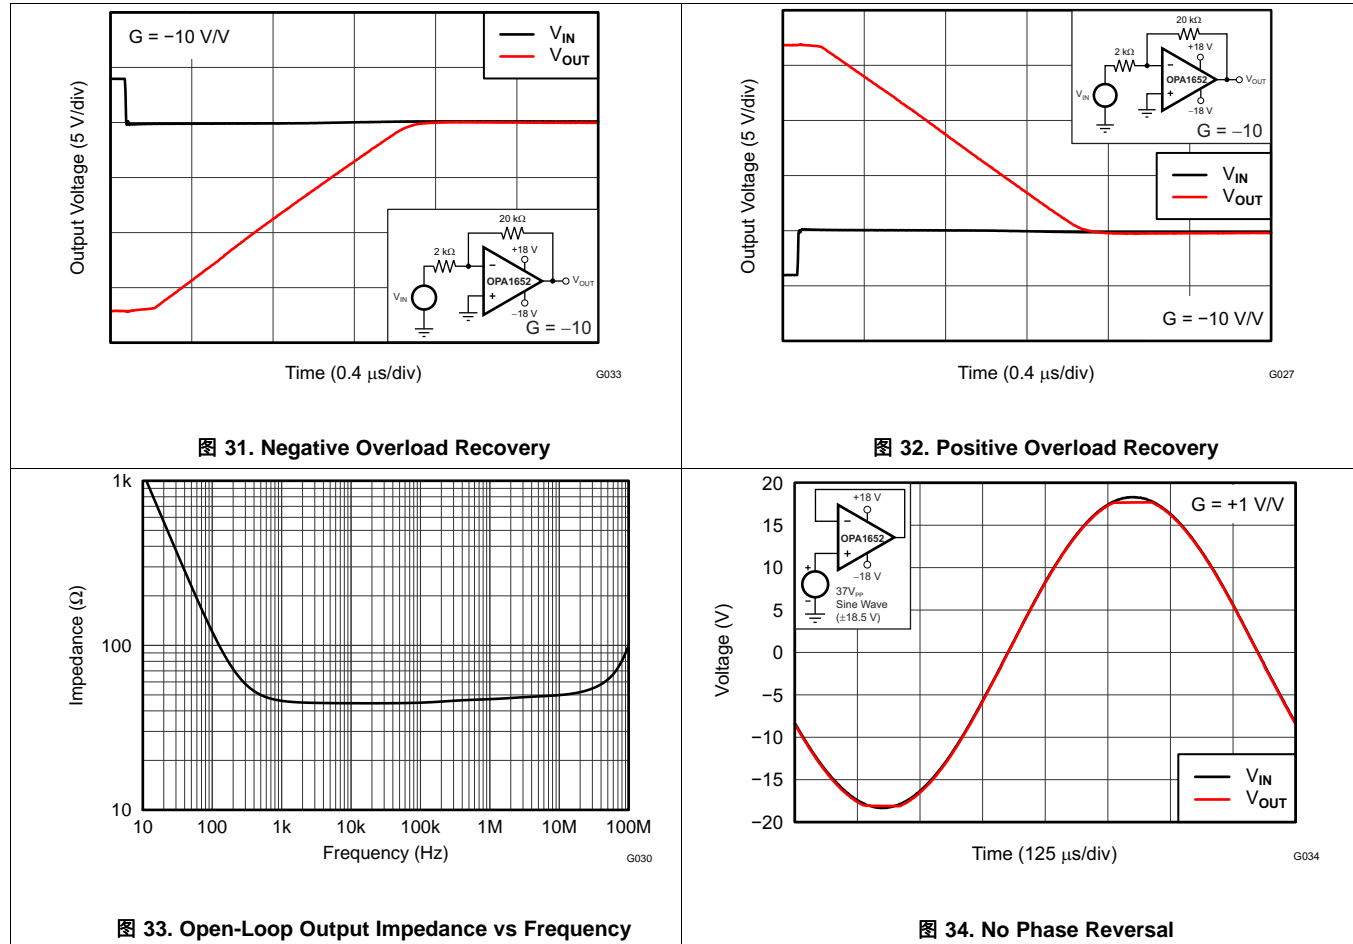 G = −10 V/V
VIN
VOUT
Output Voltage (5 V/div)
20 kΩ
2 kΩ
+18 V
−
OPA1652
+
VIN
VOUT
−18 V
G = −10
Time (0.4 μs/div)
G033
图 31. Negative Overload Recovery
20 kΩ
+18 V
2 kΩ
−
OPA1652
+
VIN
VOUT
−18 V
G = −10
VIN
VOUT
Output Voltage (5 V/div)
G = −10 V/V
Time (0.4 μs/div)
G027
图 32. Positive Overload Recovery
1k
100
10
Impedance (Ω)
10 100 1k 10k 100k 1M 10M 100M
Frequency (Hz)
G030
图 33. Open-Loop Output Impedance vs Frequency
20
15
10
5
0
−5
−10
−15
−20
Voltage (V)
+18 V
−
OPA1652
+
−18 V
+
−
37VPP
Sine Wave
(±18.5 V)
G = +1 V/V
VIN
VOUT
Time (125 μs/div)
G034
图 34. No Phase Reversal